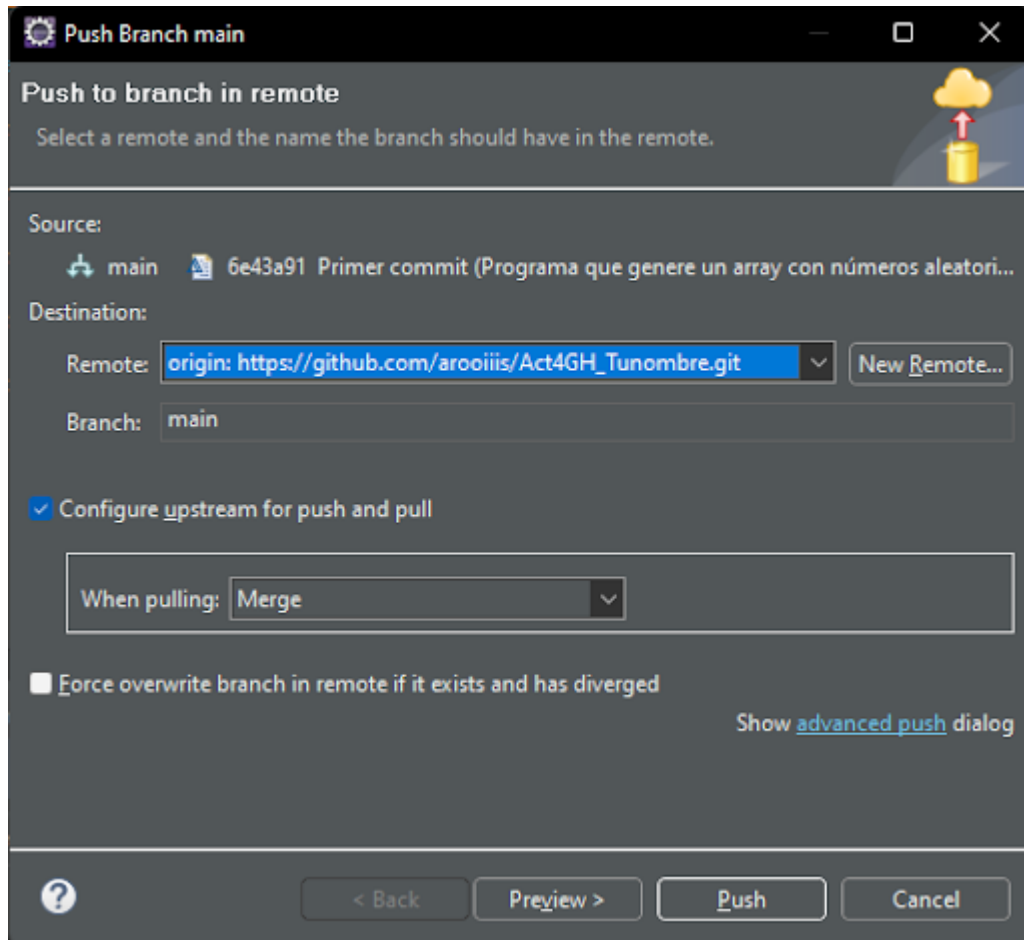 Push Branch main
Push to branch in remote
Select a remote and the name the branch should have in the remote.
Source:
main 6e43a91 Primer commit (Programa que genere un array con números aleatori...
Destination:
Remote: origin: https://github.com/arooiiis/Act4GH_Tunombre.git New Remote...
Branch: main
Configure upstream for push and pull
When pulling: Merge
Force overwrite branch in remote if it exists and has diverged
Show advanced push dialog
? < Back Preview > Push Cancel